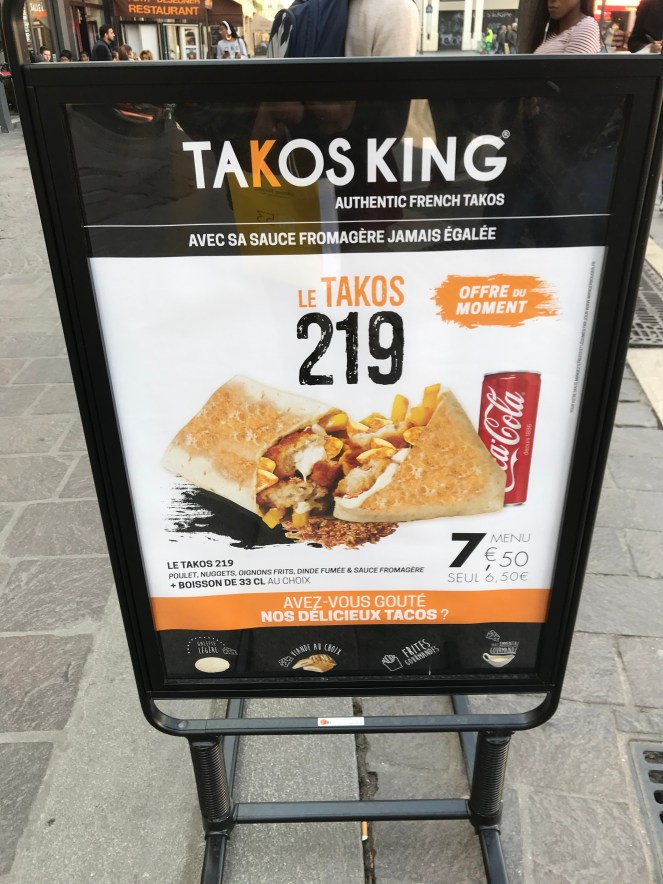 RESTAURANT
TAKOS KING®
AUTHENTIC FRENCH TAKOS
AVEC SA SAUCE FROMAGÈRE JAMAIS ÉGALÉE
LE TAKOS
219
OFFRE DU
MOMENT
Coca-Cola
LE TAKOS 219
POULET, NUGGETS, OIGNONS FRITS, DINDE FUMÉE & SAUCE FROMAGÈRE
+ BOISSON DE 33 CL AU CHOIX
MENU
7€,50
SEUL 6,50€
AVEZ-VOUS GOUTÉ
NOS DÉLICIEUX TACOS ?
GALETTE
LÉGÈRE
VIANDE AU CHOIX
FRITES
GOURMANDES